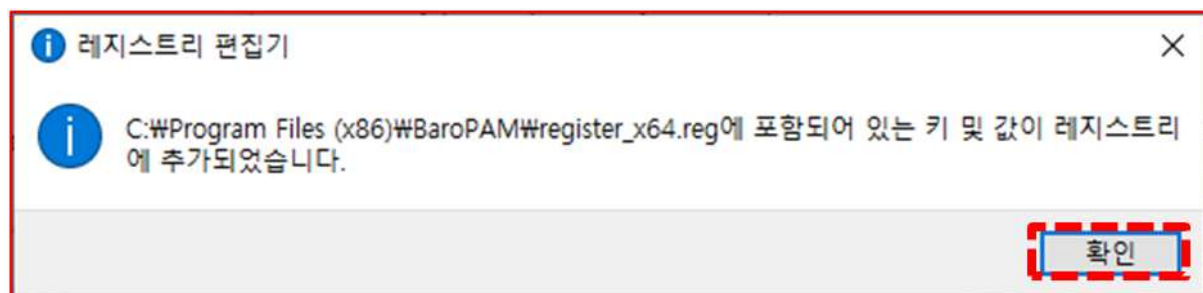 레지스트리 편집기
C:₩Program Files (x86)₩BaroPAM₩register_x64.reg에 포함되어 있는 키 및 값이 레지스트리
에 추가되었습니다.
확인